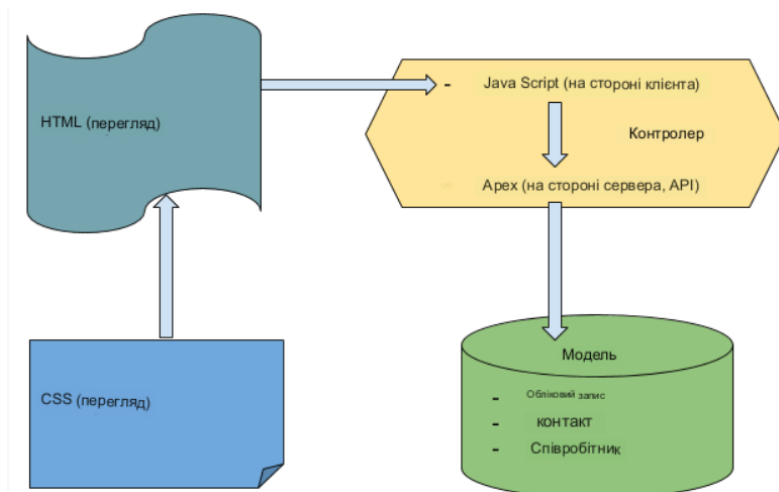 HTML (перегляд)
- Java Script (на стороні клієнта)
Контролер
- Apex (на стороні сервера, API)
CSS (перегляд)
Модель
- Обліковий запис
- контакт
- Співробітник